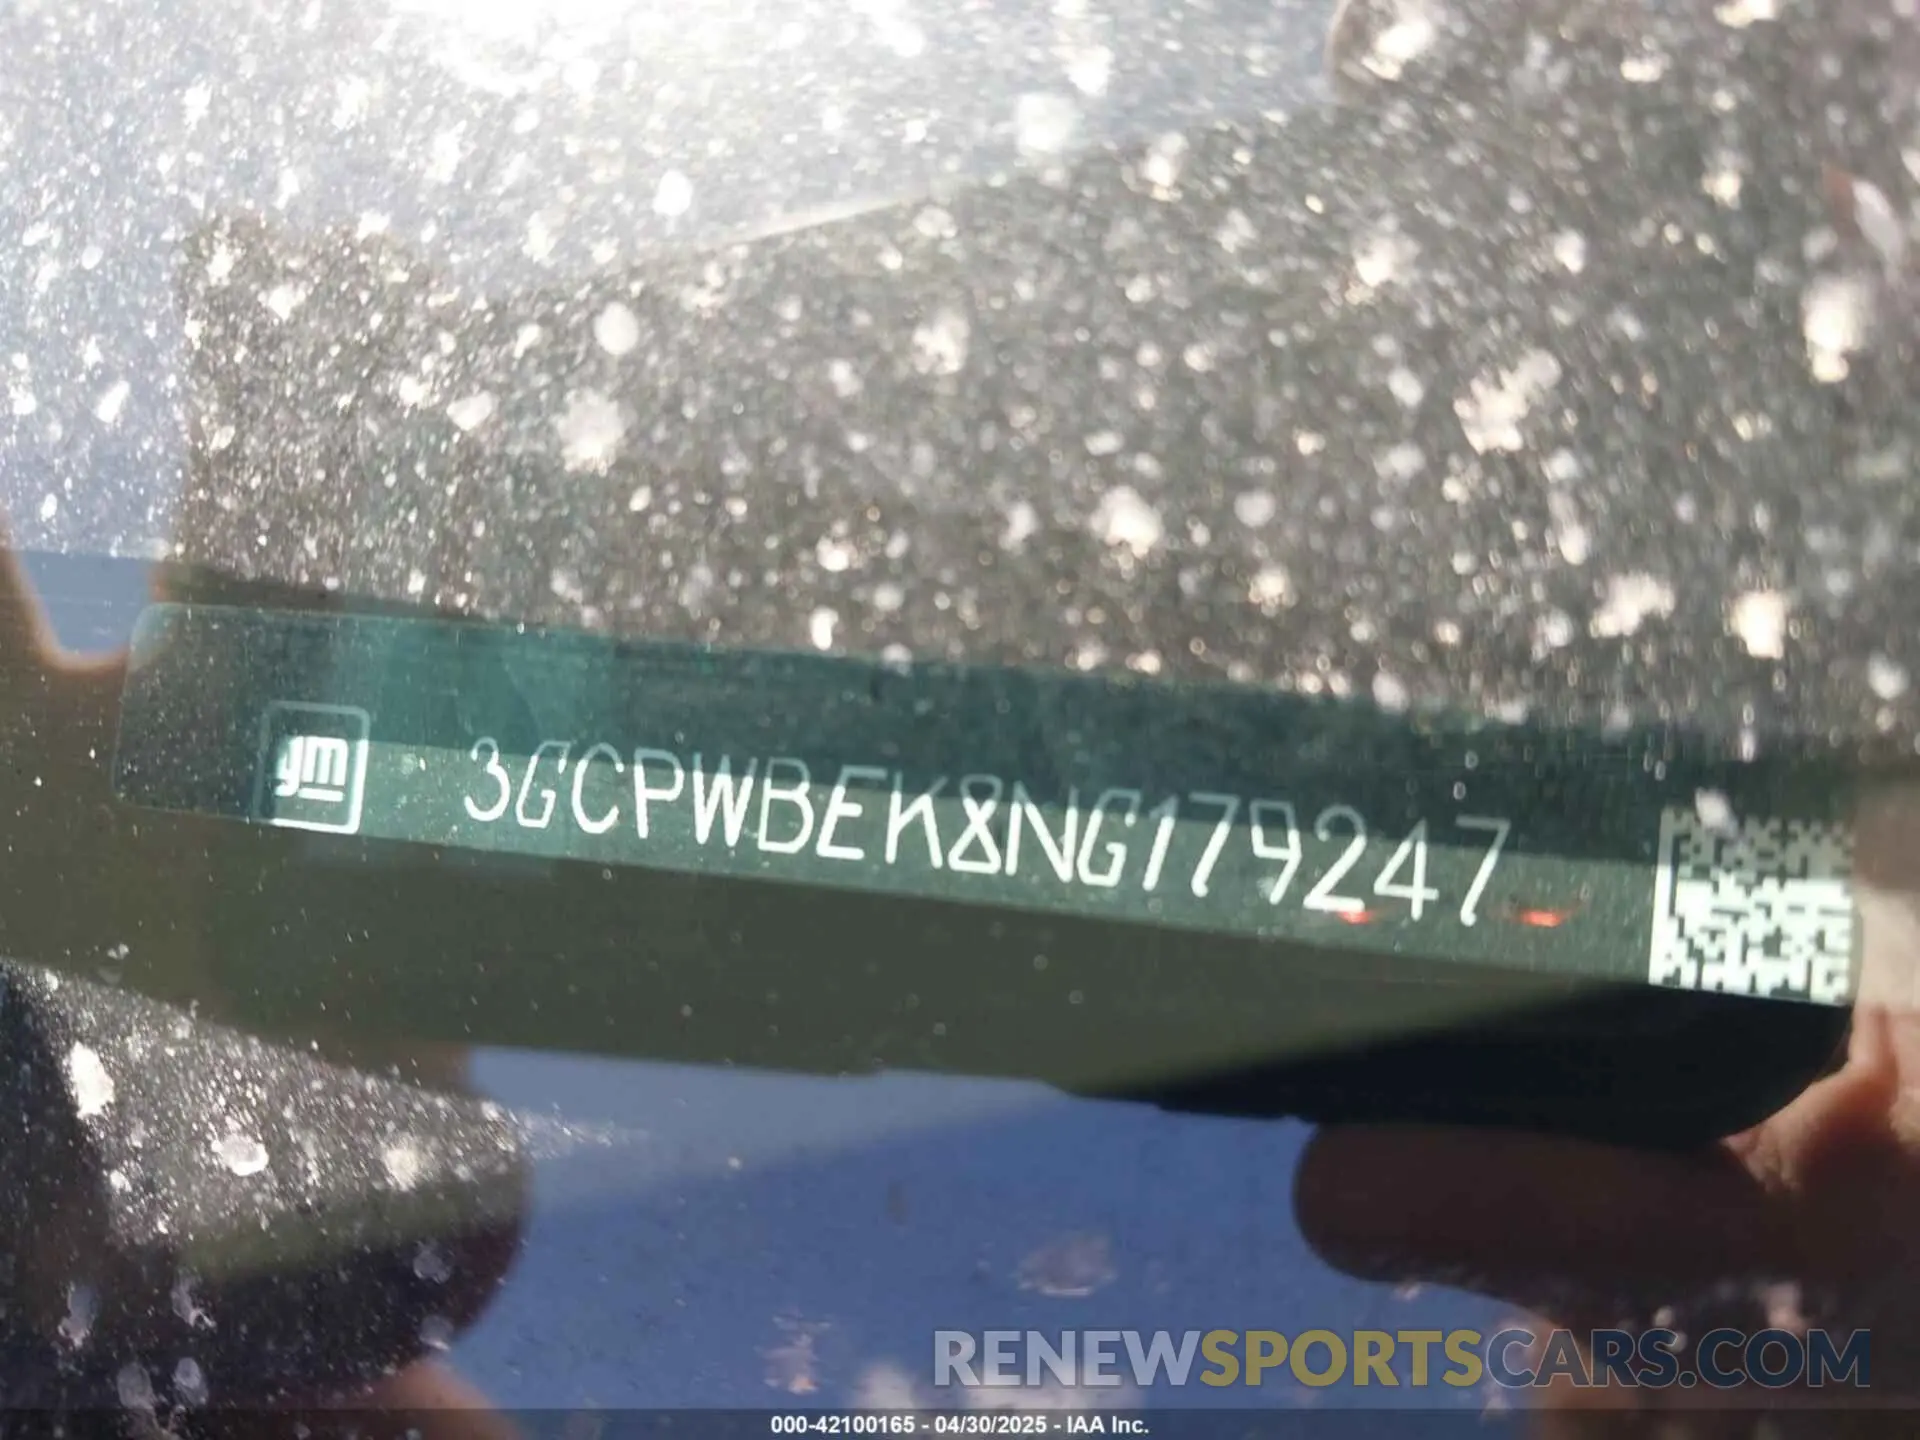 gm 3GCPWBEK8NG179247
RENEWSPORTSCARS.COM
000-42100165 - 04/30/2025 - IAA Inc.